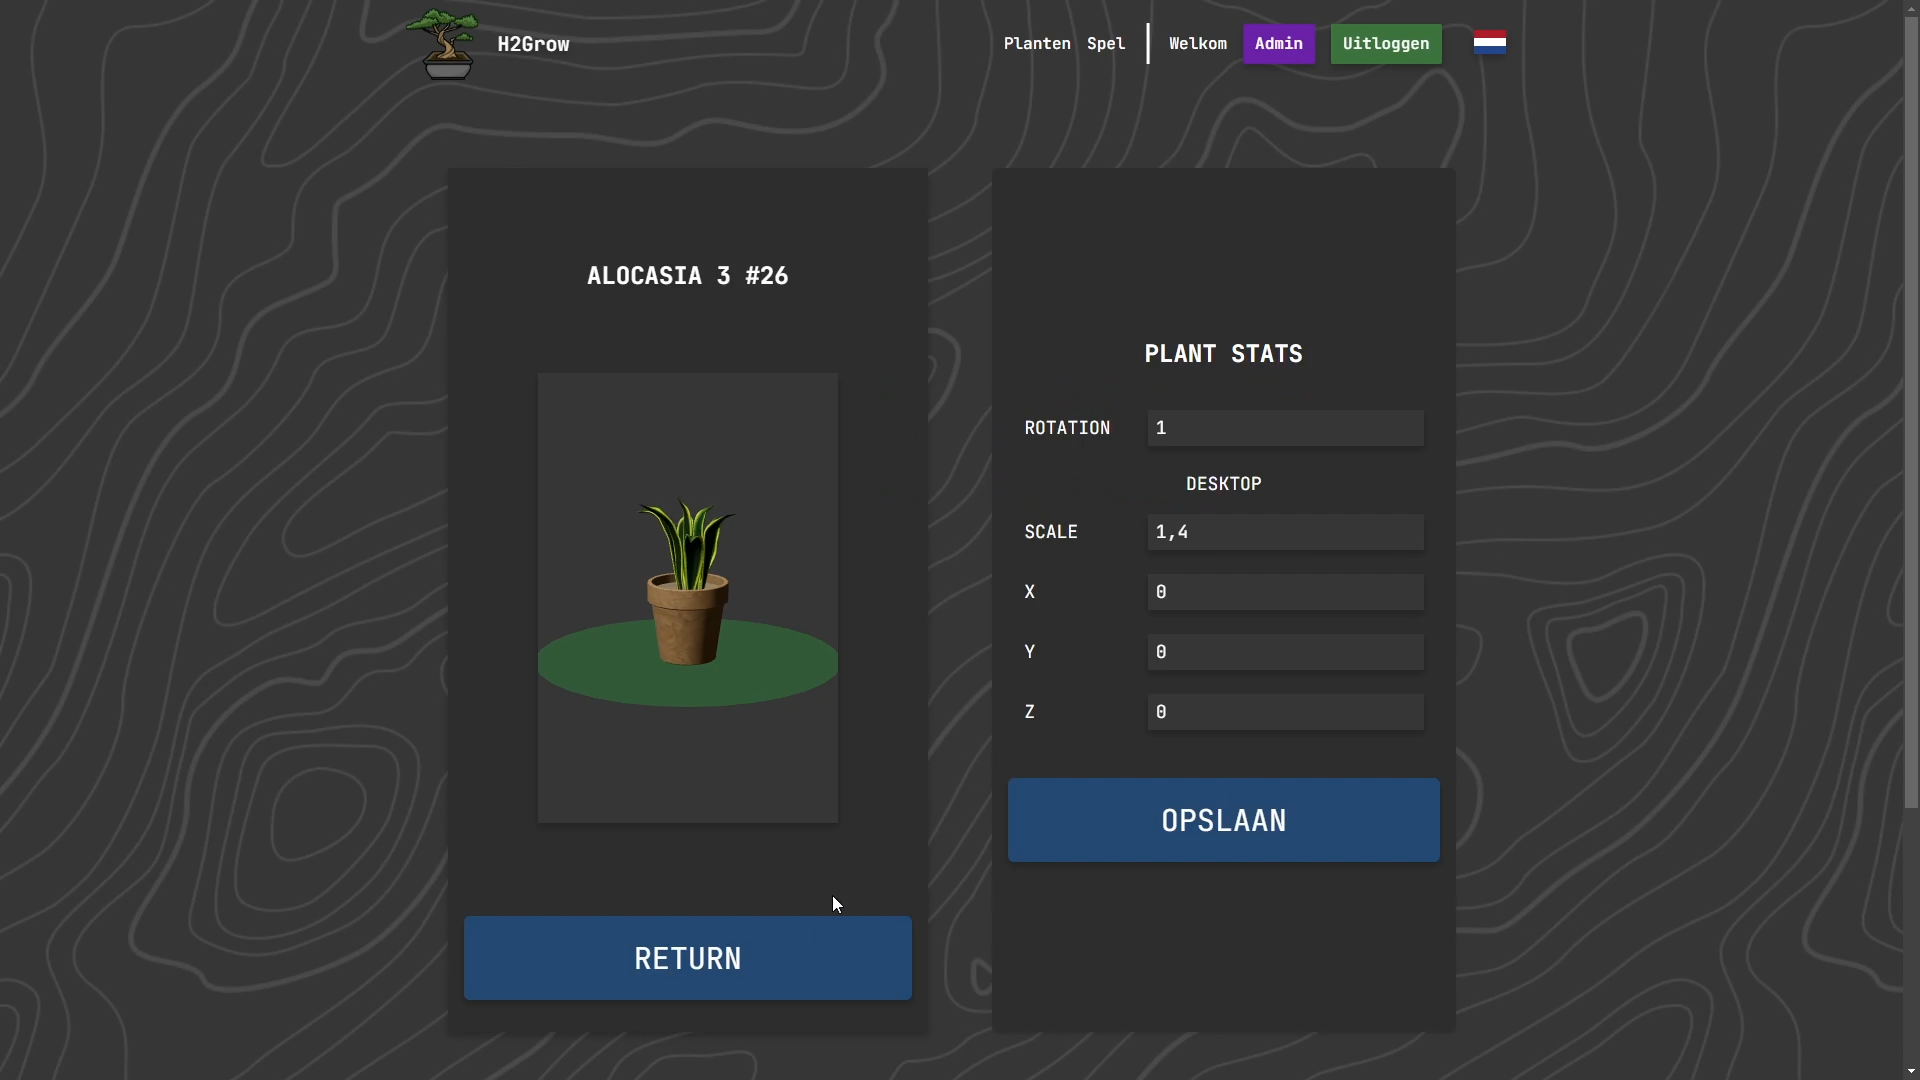 H2Grow
Planten Spel Welkom Admin Uitloggen
ALOCASIA 3 #26
RETURN
PLANT STATS
ROTATION 1
DESKTOP
SCALE 1,4
X 0
Y 0
Z 0
OPSLAAN